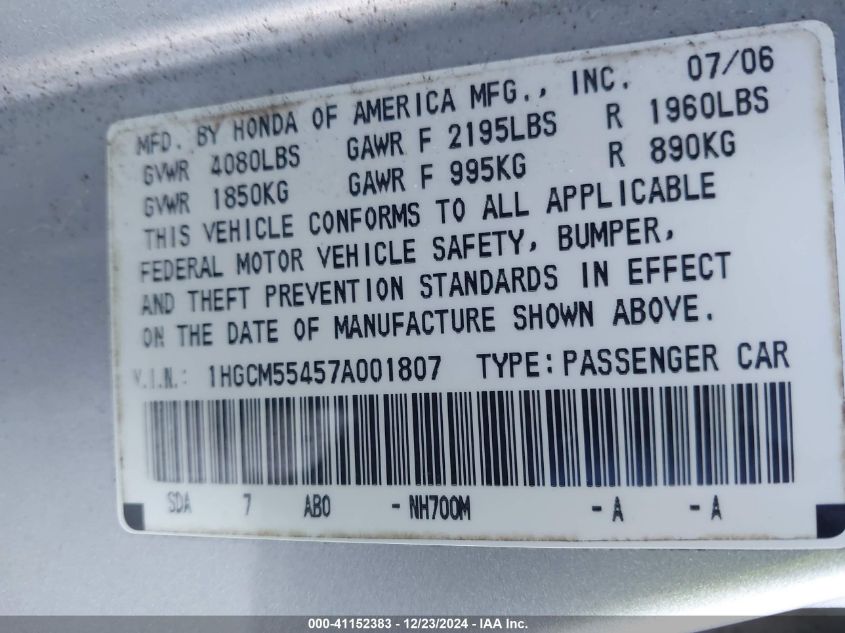 MFD. BY HONDA OF AMERICA MFG., INC. 07/06
GVWR 4080LBS GAWR F 2195LBS R 1960LBS
GVWR 1850KG GAWR F 995KG R 890KG
THIS VEHICLE CONFORMS TO ALL APPLICABLE
FEDERAL MOTOR VEHICLE SAFETY, BUMPER,
AND THEFT PREVENTION STANDARDS IN EFFECT
ON THE DATE OF MANUFACTURE SHOWN ABOVE.
V.I.N.: 1HGCM55457A001807 TYPE: PASSENGER CAR
SDA 7 AB0 - NH700M - A - A
000-41152383 - 12/23/2024 - IAA Inc.